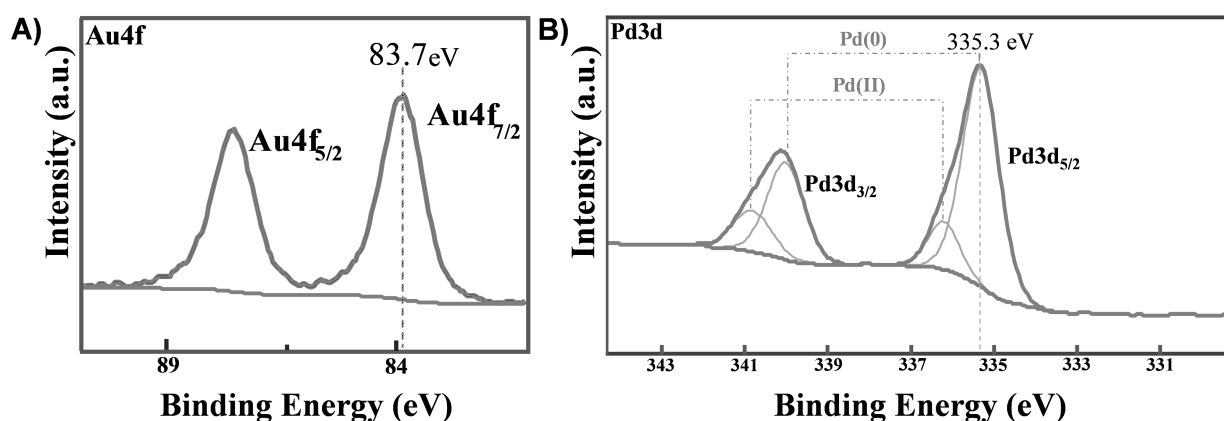 A)
Au4f
83.7eV
Au4f5/2
Au4f7/2
Intensity (a.u.)
89
84
Binding Energy (eV)
B)
Pd3d
Pd(0)
335.3 eV
Pd(II)
Pd3d3/2
Pd3d5/2
Intensity (a.u.)
343
341
339
337
335
333
331
Binding Energy (eV)